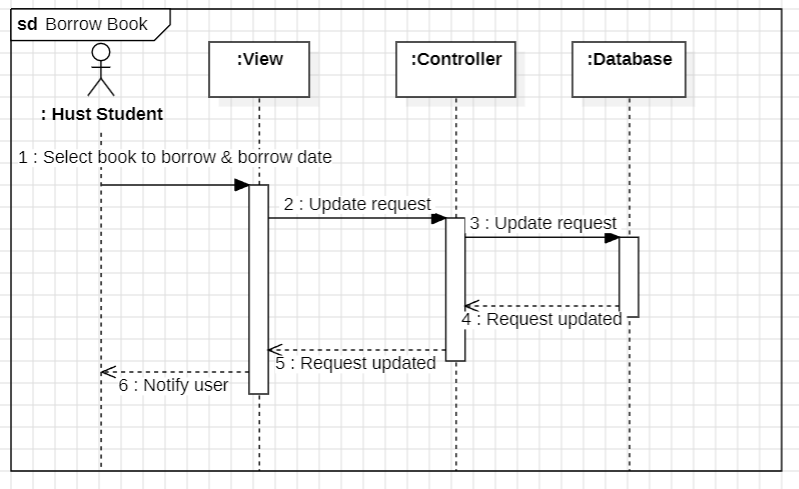 sd Borrow Book
:View
:Controller
:Database
: Hust Student
1 : Select book to borrow & borrow date
2 : Update request
3 : Update request
4 : Request updated
5 : Request updated
6 : Notify user